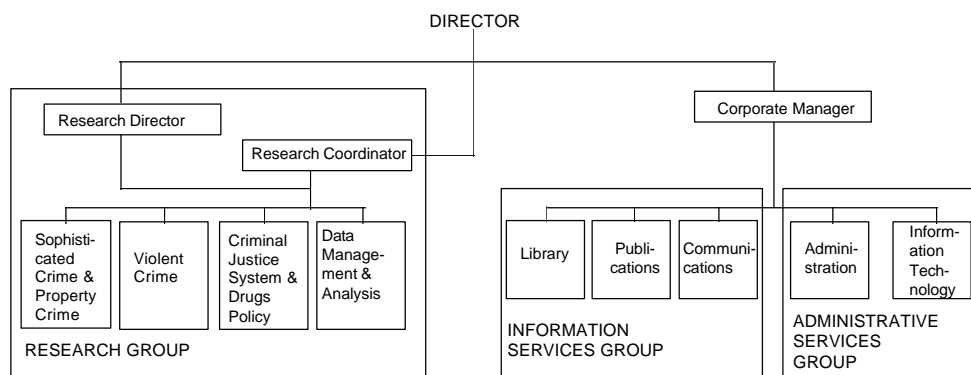 DIRECTOR
Research Director
Corporate Manager
Research Coordinator
Sophisti-
cated
Crime &
Property
Crime
Violent
Crime
Criminal
Justice
System &
Drugs
Policy
Data
Manage-
ment &
Analysis
Library
Publi-
cations
Communi-
cations
Admini-
stration
Inform-
ation
Tech-
nology
RESEARCH GROUP
INFORMATION
SERVICES GROUP
ADMINISTRATIVE
SERVICES
GROUP